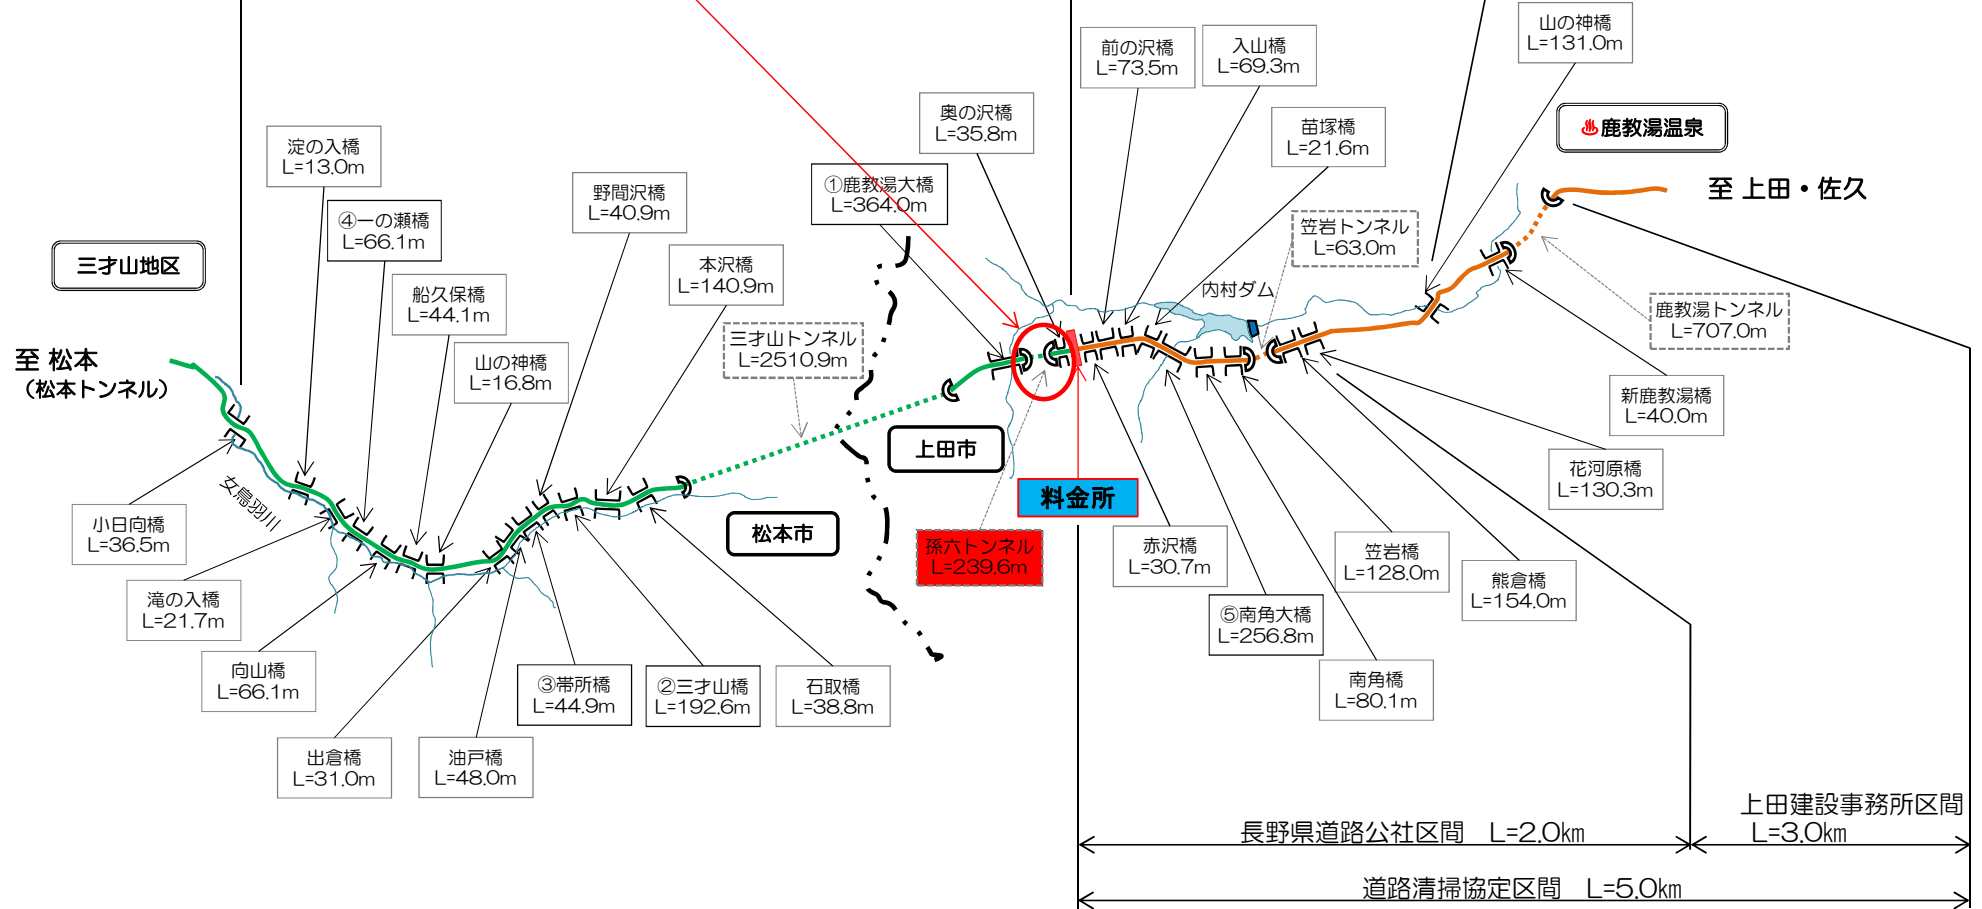 山の神橋
L=131.0m
前の沢橋
L=73.5m
入山橋
L=69.3m
奥の沢橋
L=35.8m
苗塚橋
L=21.6m
♨鹿教湯温泉
淀の入橋
L=13.0m
①鹿教湯大橋
L=364.0m
野間沢橋
L=40.9m
至 上田・佐久
④一の瀬橋
L=66.1m
笠岩トンネル
L=63.0m
三才山地区
本沢橋
L=140.9m
船久保橋
L=44.1m
内村ダム
鹿教湯トンネル
L=707.0m
三才山トンネル
L=2510.9m
至 松本
（松本トンネル）
山の神橋
L=16.8m
新鹿教湯橋
L=40.0m
上田市
花河原橋
L=130.3m
女鳥羽川
料金所
小日向橋
L=36.5m
松本市
孫六トンネル
L=239.6m
赤沢橋
L=30.7m
笠岩橋
L=128.0m
熊倉橋
L=154.0m
滝の入橋
L=21.7m
⑤南角大橋
L=256.8m
向山橋
L=66.1m
③帯所橋
L=44.9m
②三才山橋
L=192.6m
石取橋
L=38.8m
南角橋
L=80.1m
出倉橋
L=31.0m
油戸橋
L=48.0m
上田建設事務所区間
L=3.0㎞
長野県道路公社区間　L=2.0㎞
道路清掃協定区間　L=5.0㎞